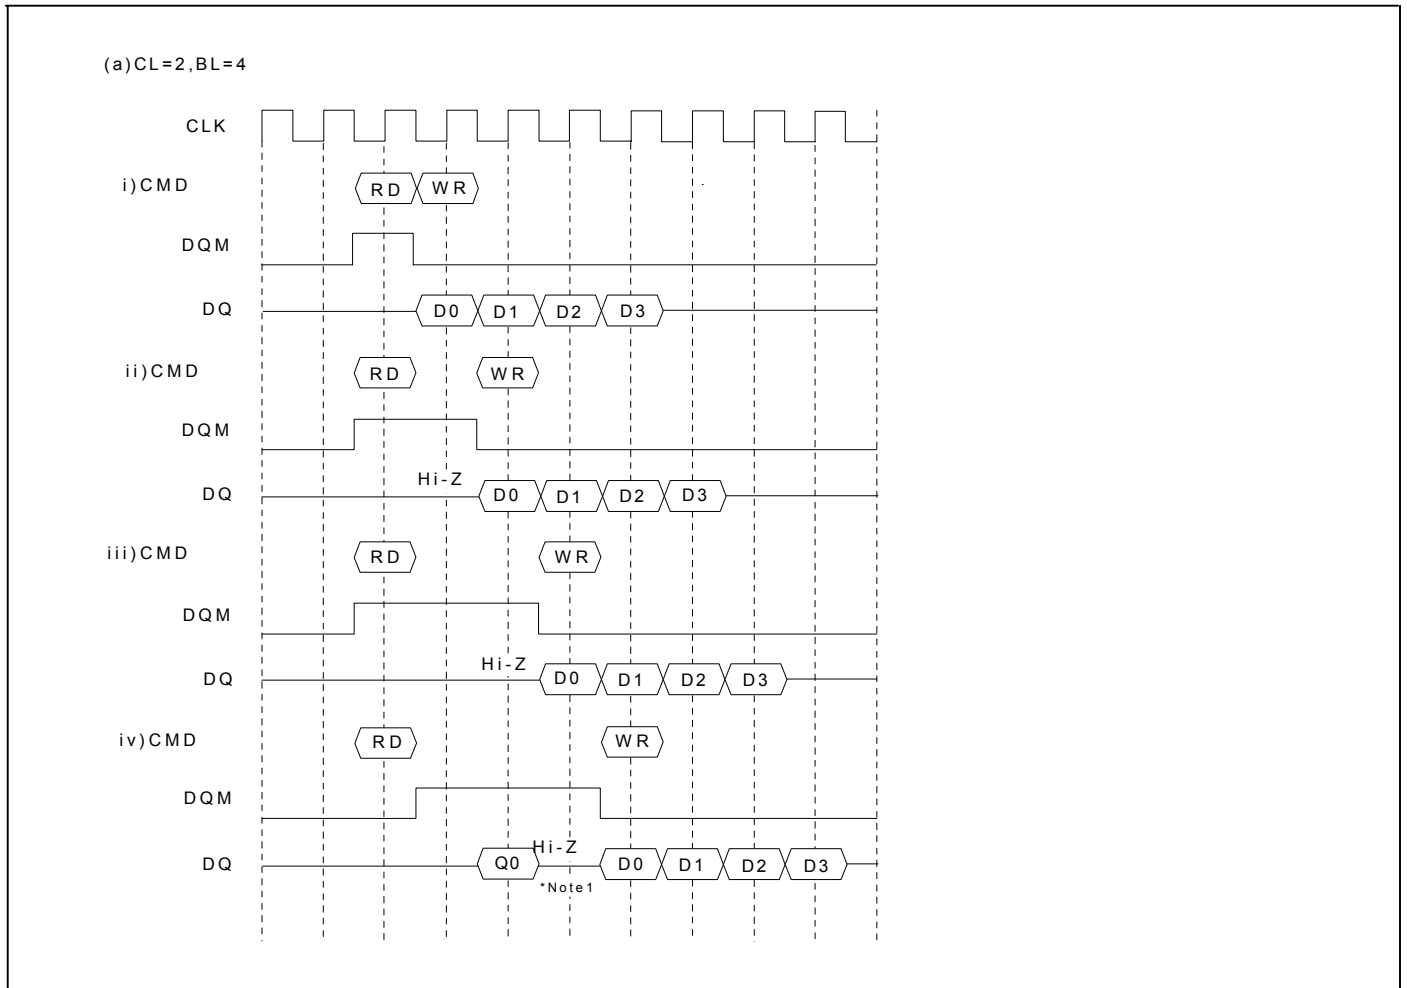 (a)CL=2,BL=4
CLK
i)CMD RD WR
DQM
DQ D0 D1 D2 D3
ii)CMD RD WR
DQM
Hi-Z
DQ D0 D1 D2 D3
iii)CMD RD WR
DQM
Hi-Z
DQ D0 D1 D2 D3
iv)CMD RD WR
DQM
Hi-Z
DQ Q0 D0 D1 D2 D3
*Note1